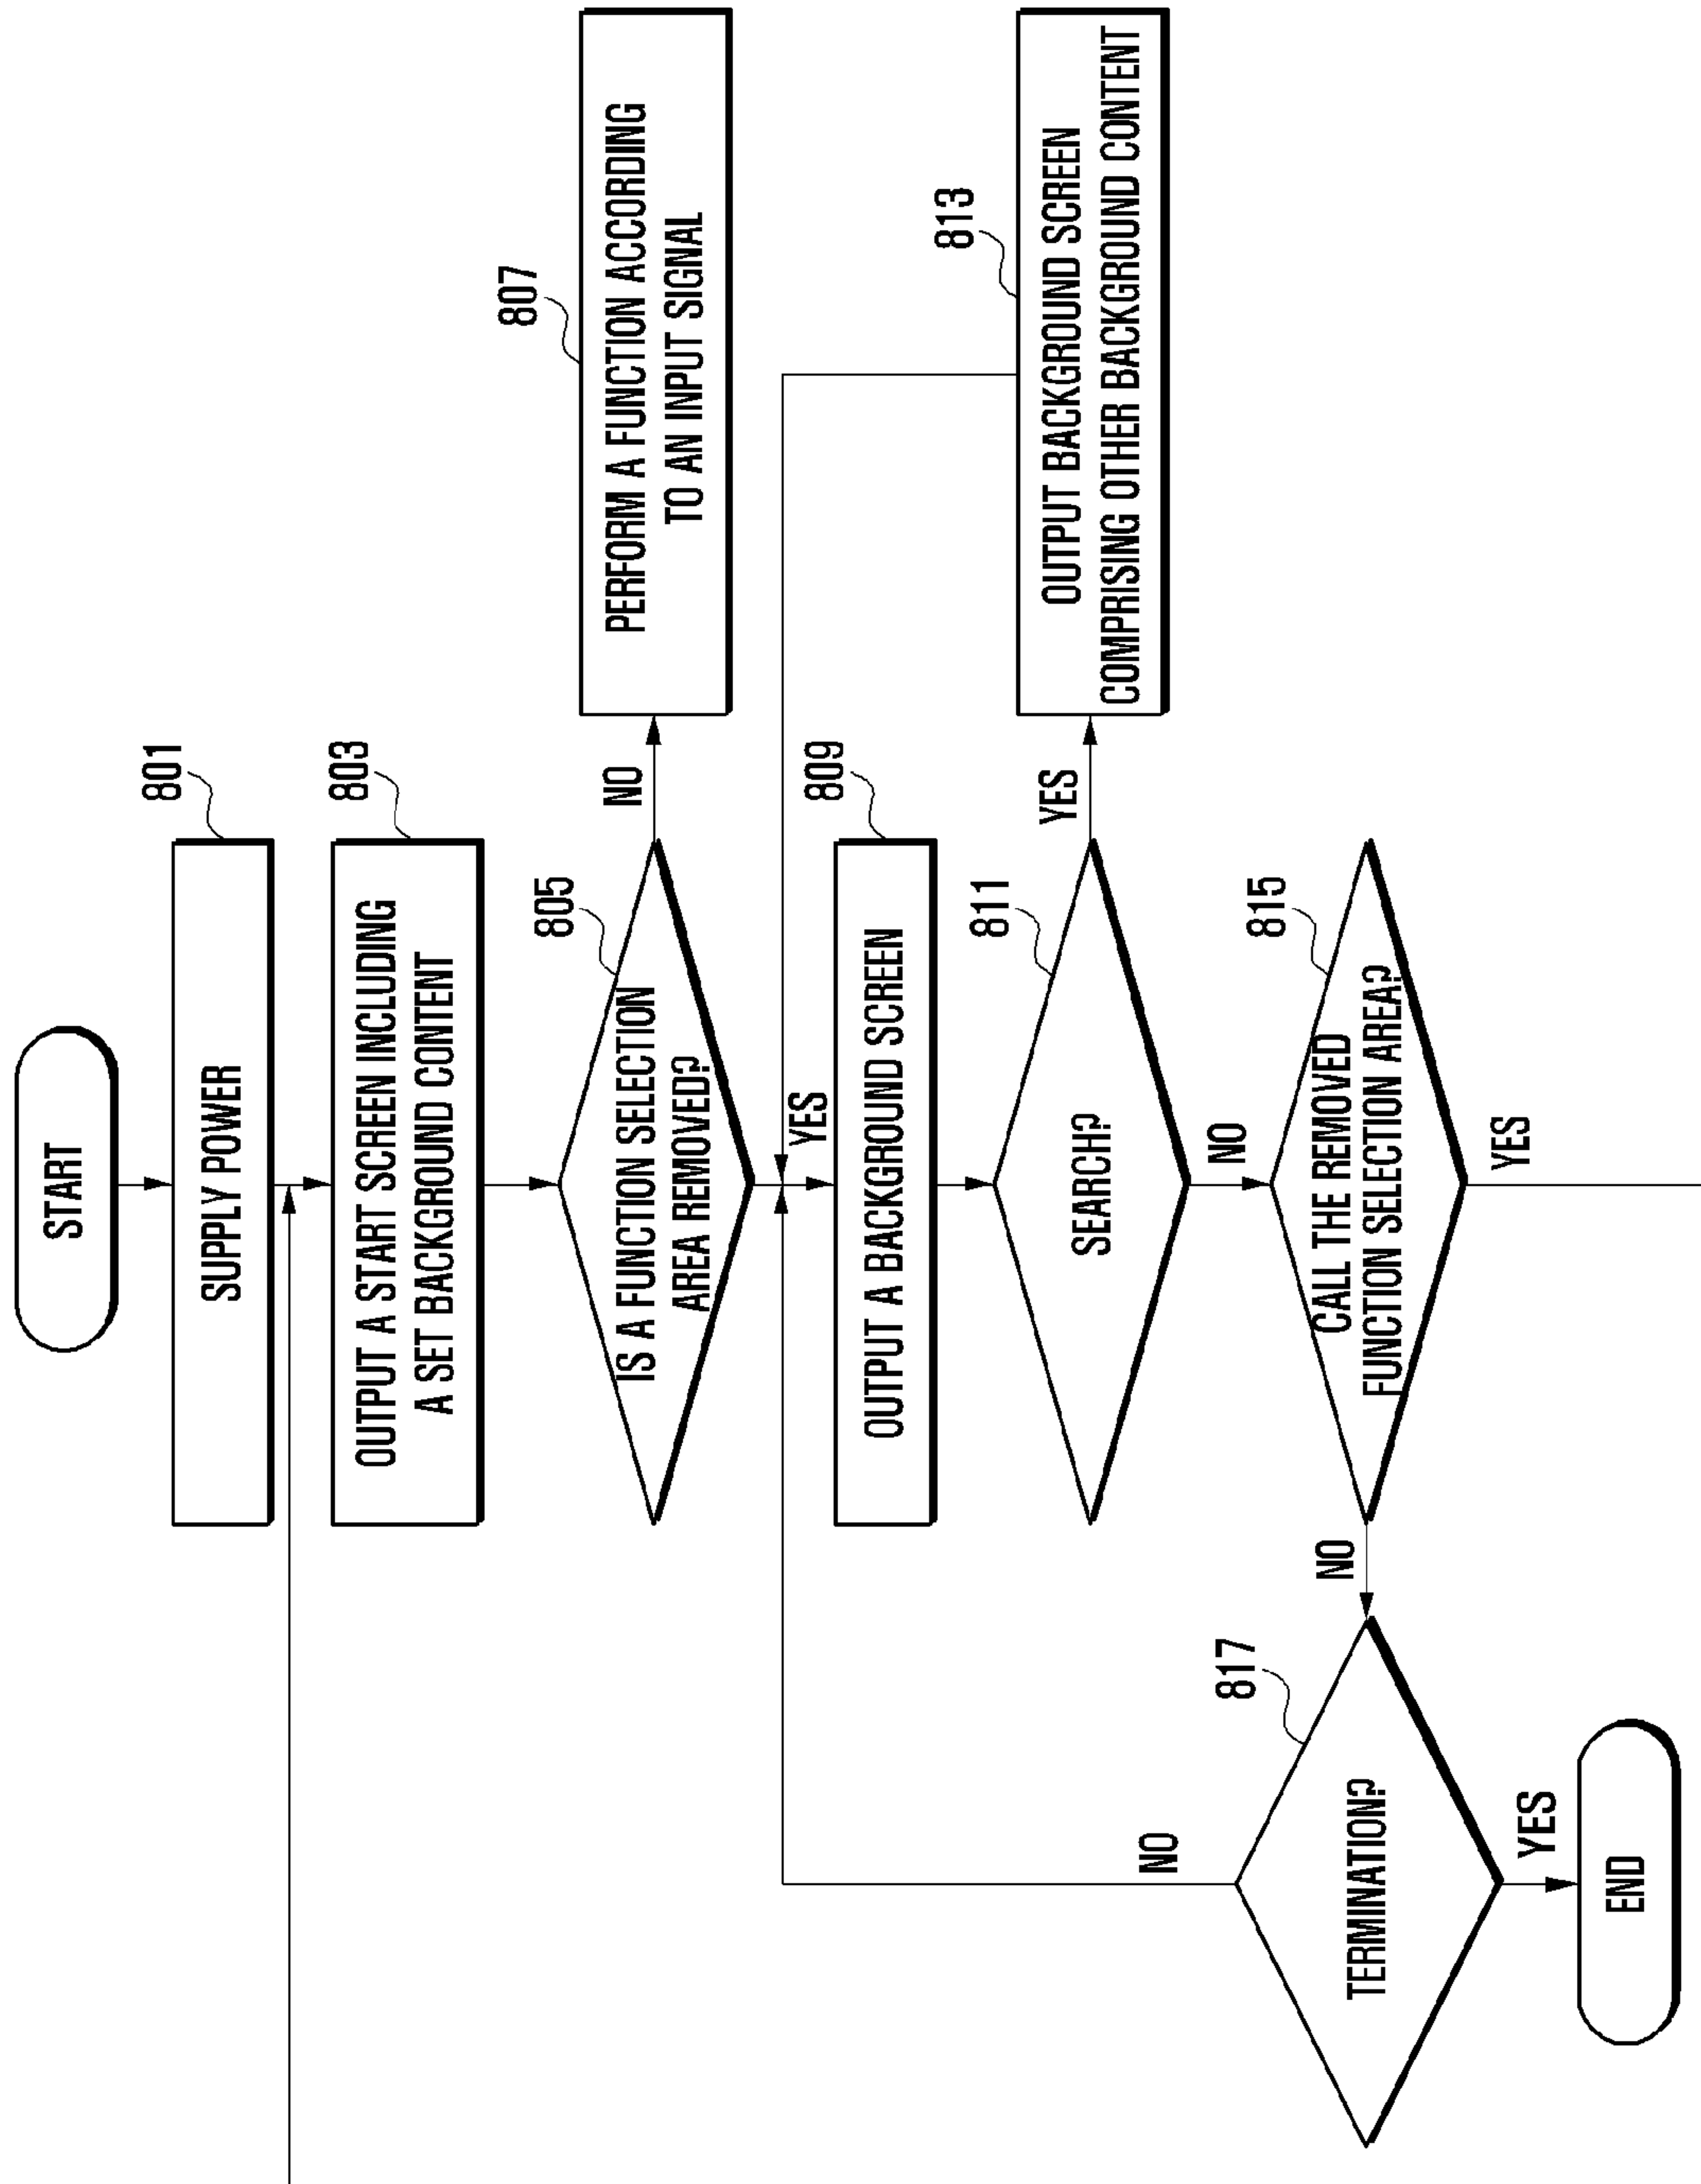 START
801
SUPPLY POWER
803
OUTPUT A START SCREEN INCLUDING
A SET BACKGROUND CONTENT
805
IS A FUNCTION SELECTION
AREA REMOVED?
NO
807
PERFORM A FUNCTION ACCORDING
TO AN INPUT SIGNAL
YES
809
OUTPUT A BACKGROUND SCREEN
811
SEARCH?
YES
813
OUTPUT BACKGROUND SCREEN
COMPRISING OTHER BACKGROUND CONTENT
NO
815
CALL THE REMOVED
FUNCTION SELECTION AREA?
YES
NO
817
TERMINATION?
NO
YES
END